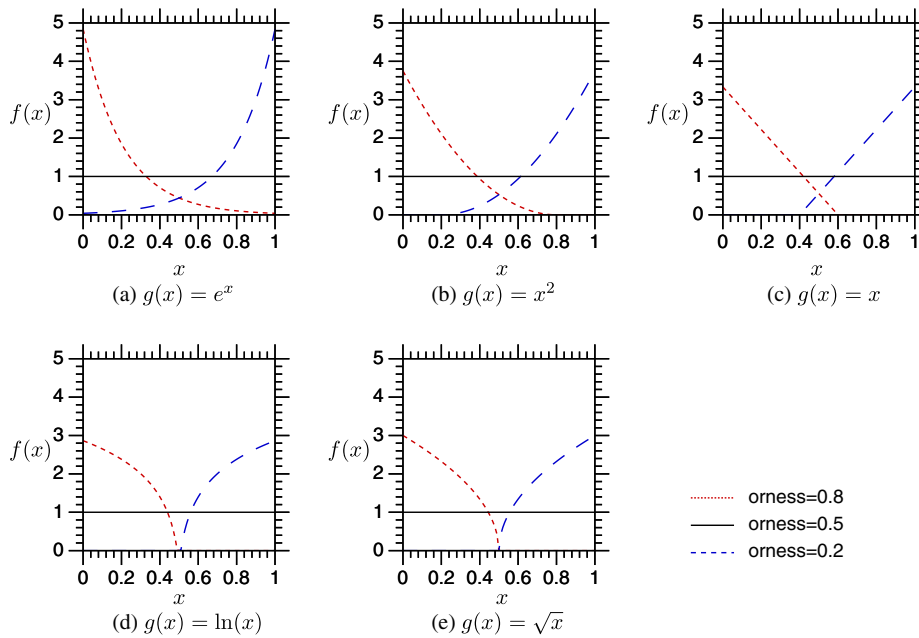 5
4
3
2
1
0
f(x)
0 0.2 0.4 0.6 0.8 1
x
(a) g(x) = e^x
5
4
3
2
1
0
f(x)
0 0.2 0.4 0.6 0.8 1
x
(b) g(x) = x^2
5
4
3
2
1
0
f(x)
0 0.2 0.4 0.6 0.8 1
x
(c) g(x) = x
5
4
3
2
1
0
f(x)
0 0.2 0.4 0.6 0.8 1
x
(d) g(x) = ln(x)
5
4
3
2
1
0
f(x)
0 0.2 0.4 0.6 0.8 1
x
(e) g(x) = √x
orness=0.8
orness=0.5
orness=0.2